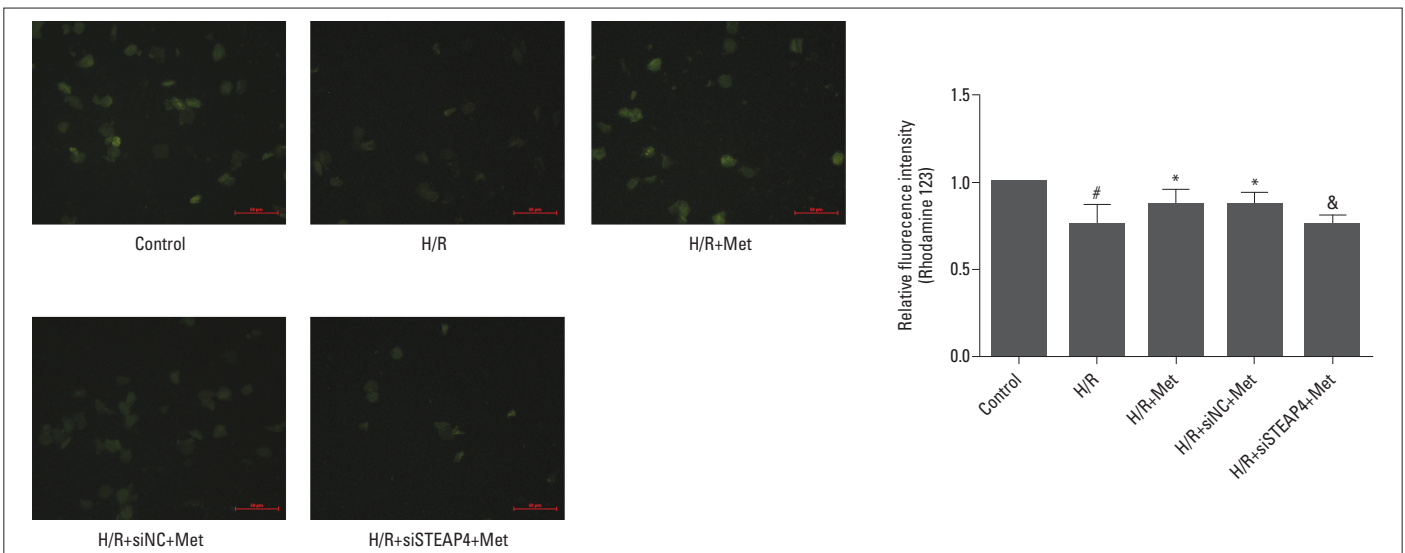 Control
H/R
H/R+Met
H/R+siNC+Met
H/R+siSTEAP4+Met
Relative fluorecence intensity
(Rhodamine 123)
1.5
1.0
0.5
0.0
#
*
*
&
Control
H/R
H/R+Met
H/R+siNC+Met
H/R+siSTEAP4+Met